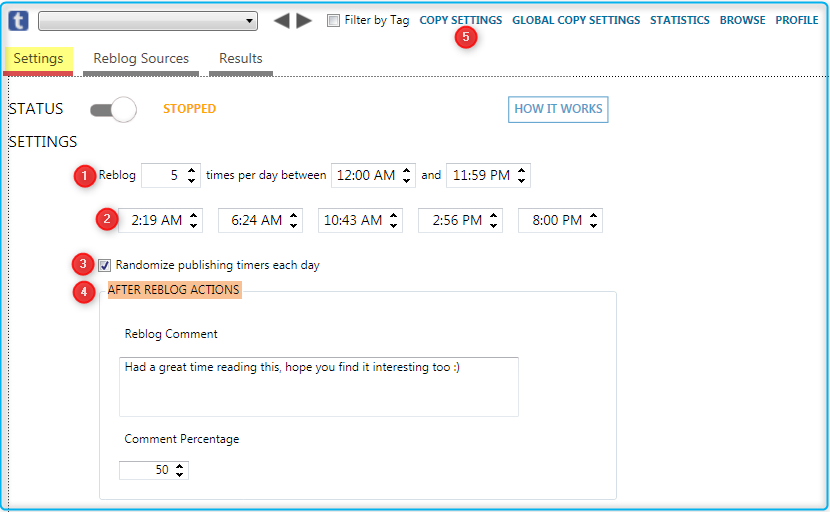 t Filter by Tag COPY SETTINGS GLOBAL COPY SETTINGS STATISTICS BROWSE PROFILE
5
Settings Reblog Sources Results
STATUS STOPPED HOW IT WORKS
SETTINGS
1 Reblog 5 times per day between 12:00 AM and 11:59 PM
2 2:19 AM 6:24 AM 10:43 AM 2:56 PM 8:00 PM
3 Randomize publishing timers each day
4 AFTER REBLOG ACTIONS
Reblog Comment
Had a great time reading this, hope you find it interesting too :)
Comment Percentage
50